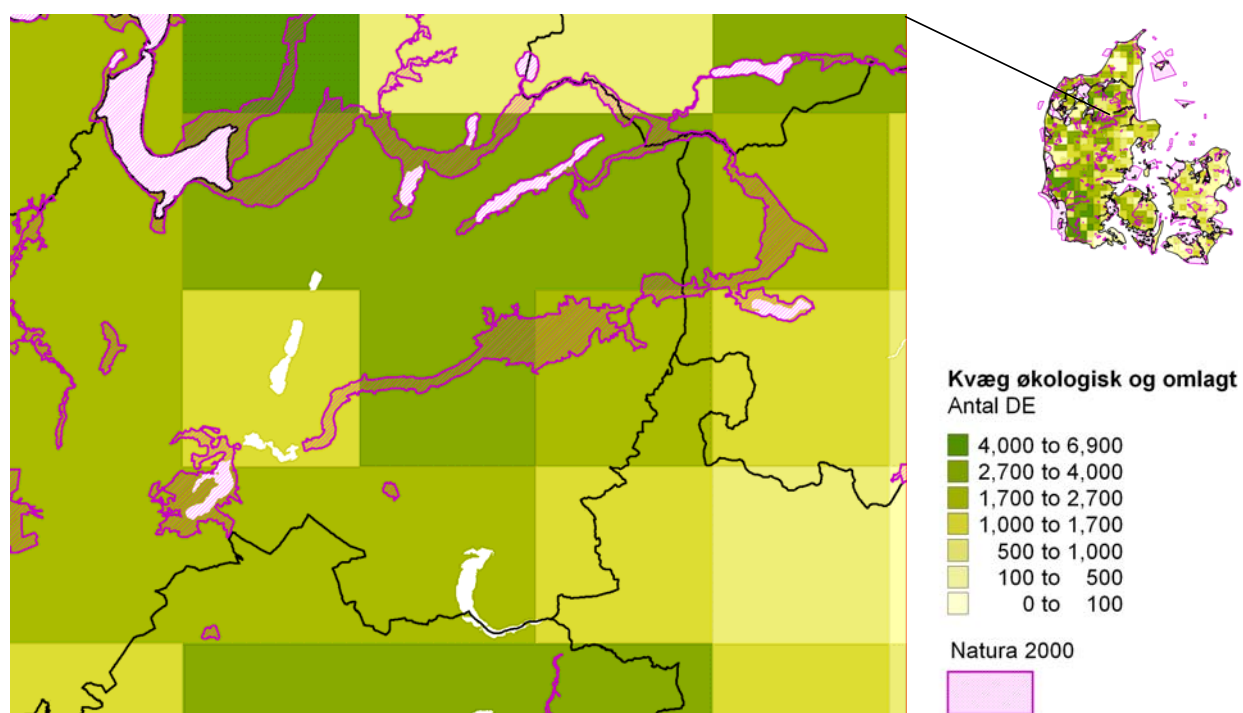 Kvæg økologisk og omlagt
Antal DE
4,000 to 6,900
2,700 to 4,000
1,700 to 2,700
1,000 to 1,700
500 to 1,000
100 to 500
0 to 100
Natura 2000